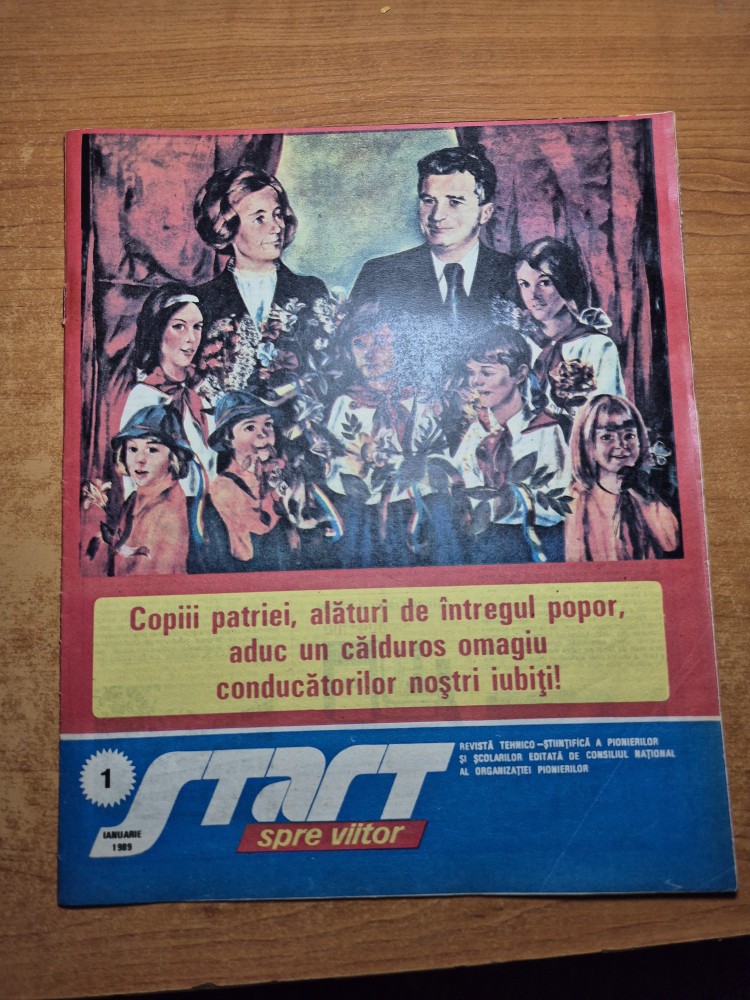 Copiii patriei, alături de întregul popor,
aduc un călduros omagiu
conducătorilor noştri iubiţi!
1
IANUARIE
1989
START
spre viitor
REVISTĂ TEHNICO-ŞTIINŢIFICĂ A PIONIERILOR
ŞI ŞCOLARILOR EDITATĂ DE CONSILIUL NAŢIONAL
AL ORGANIZAŢIEI PIONIERILOR